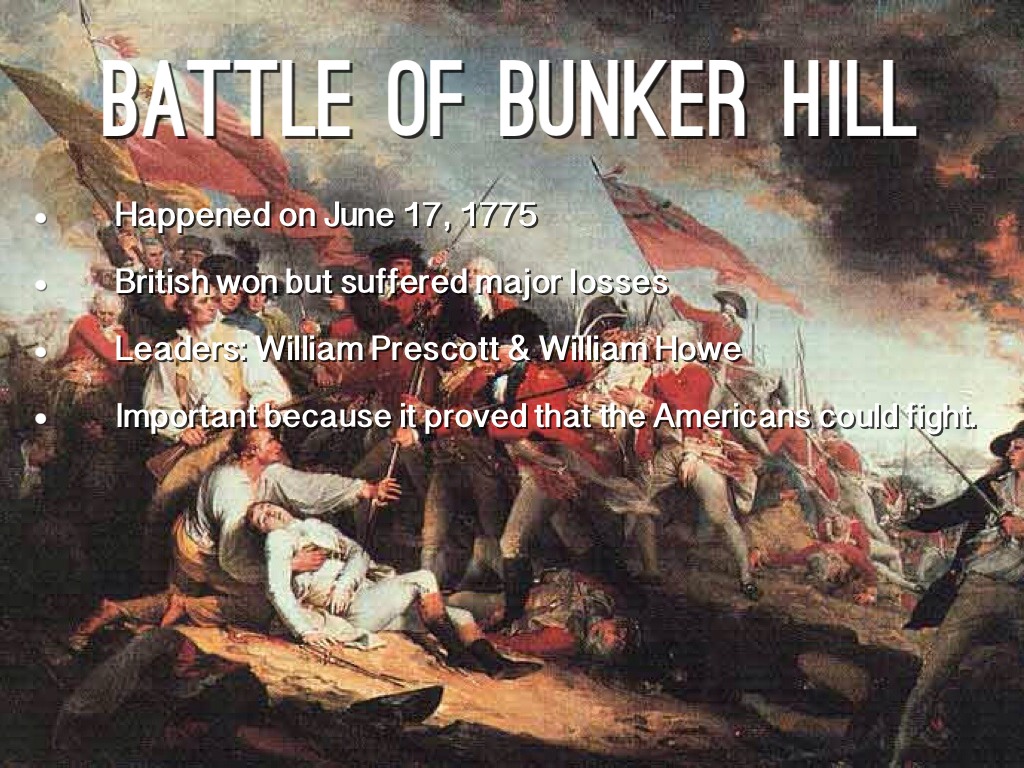 BATTLE OF BUNKER HILL
• Happened on June 17, 1775
• British won but suffered major losses
• Leaders: William Prescott & William Howe
• Important because it proved that the Americans could fight.